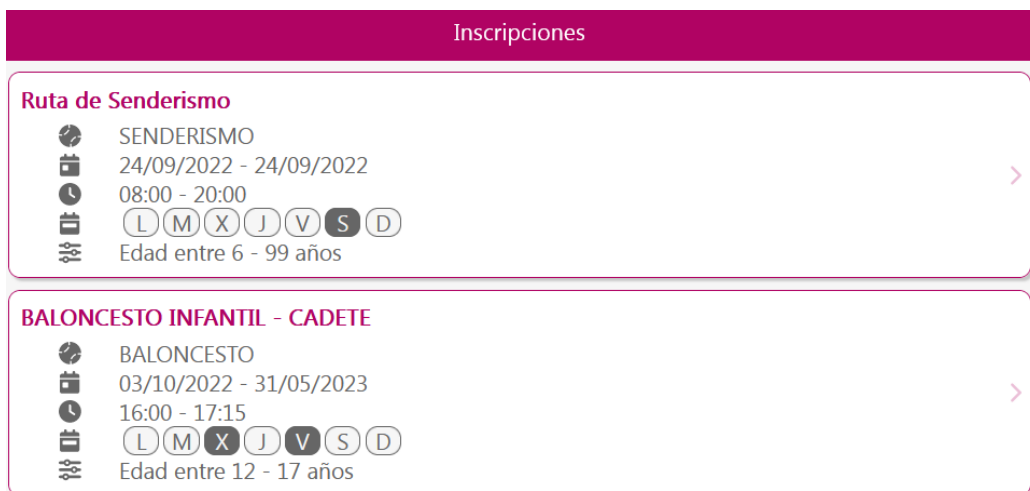 Inscripciones
Ruta de Senderismo
SENDERISMO
24/09/2022 - 24/09/2022
08:00 - 20:00
L M X J V S D
Edad entre 6 - 99 años
BALONCESTO INFANTIL - CADETE
BALONCESTO
03/10/2022 - 31/05/2023
16:00 - 17:15
L M X J V S D
Edad entre 12 - 17 años